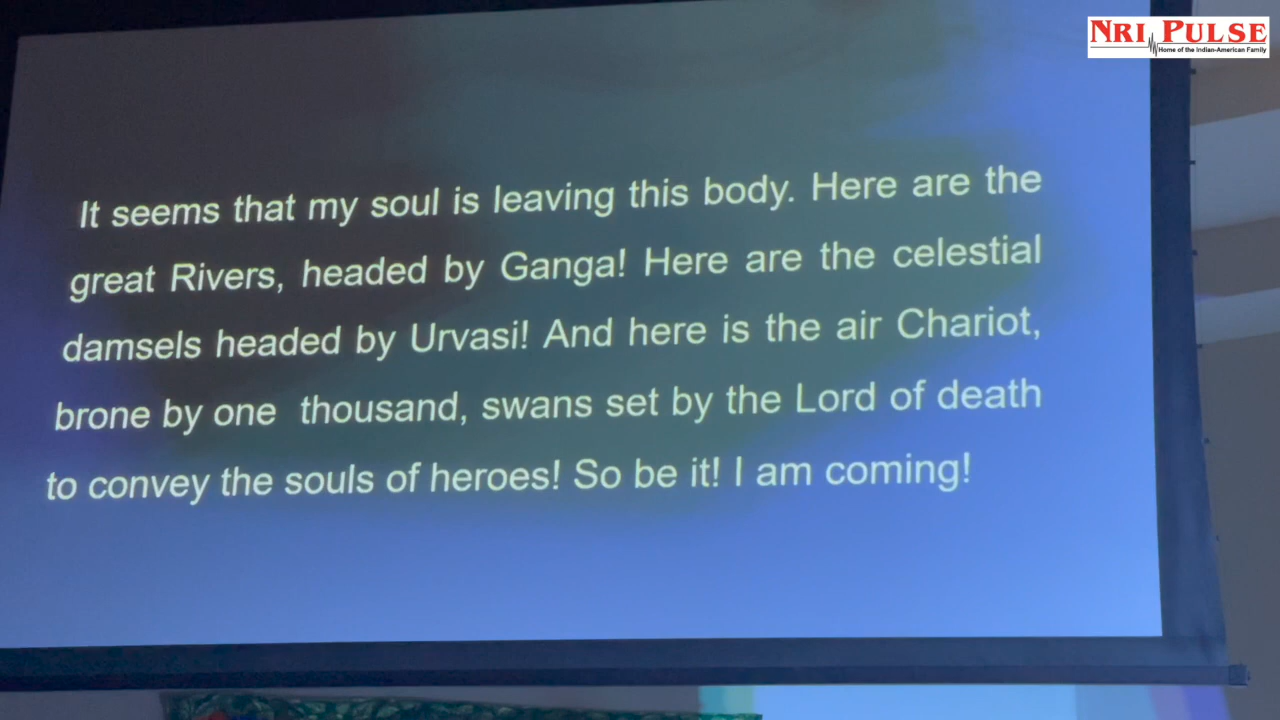 NRI PULSE
Home of the Indian-American Family
It seems that my soul is leaving this body. Here are the
great Rivers, headed by Ganga! Here are the celestial
damsels headed by Urvasi! And here is the air Chariot,
brone by one thousand, swans set by the Lord of death
to convey the souls of heroes! So be it! I am coming!